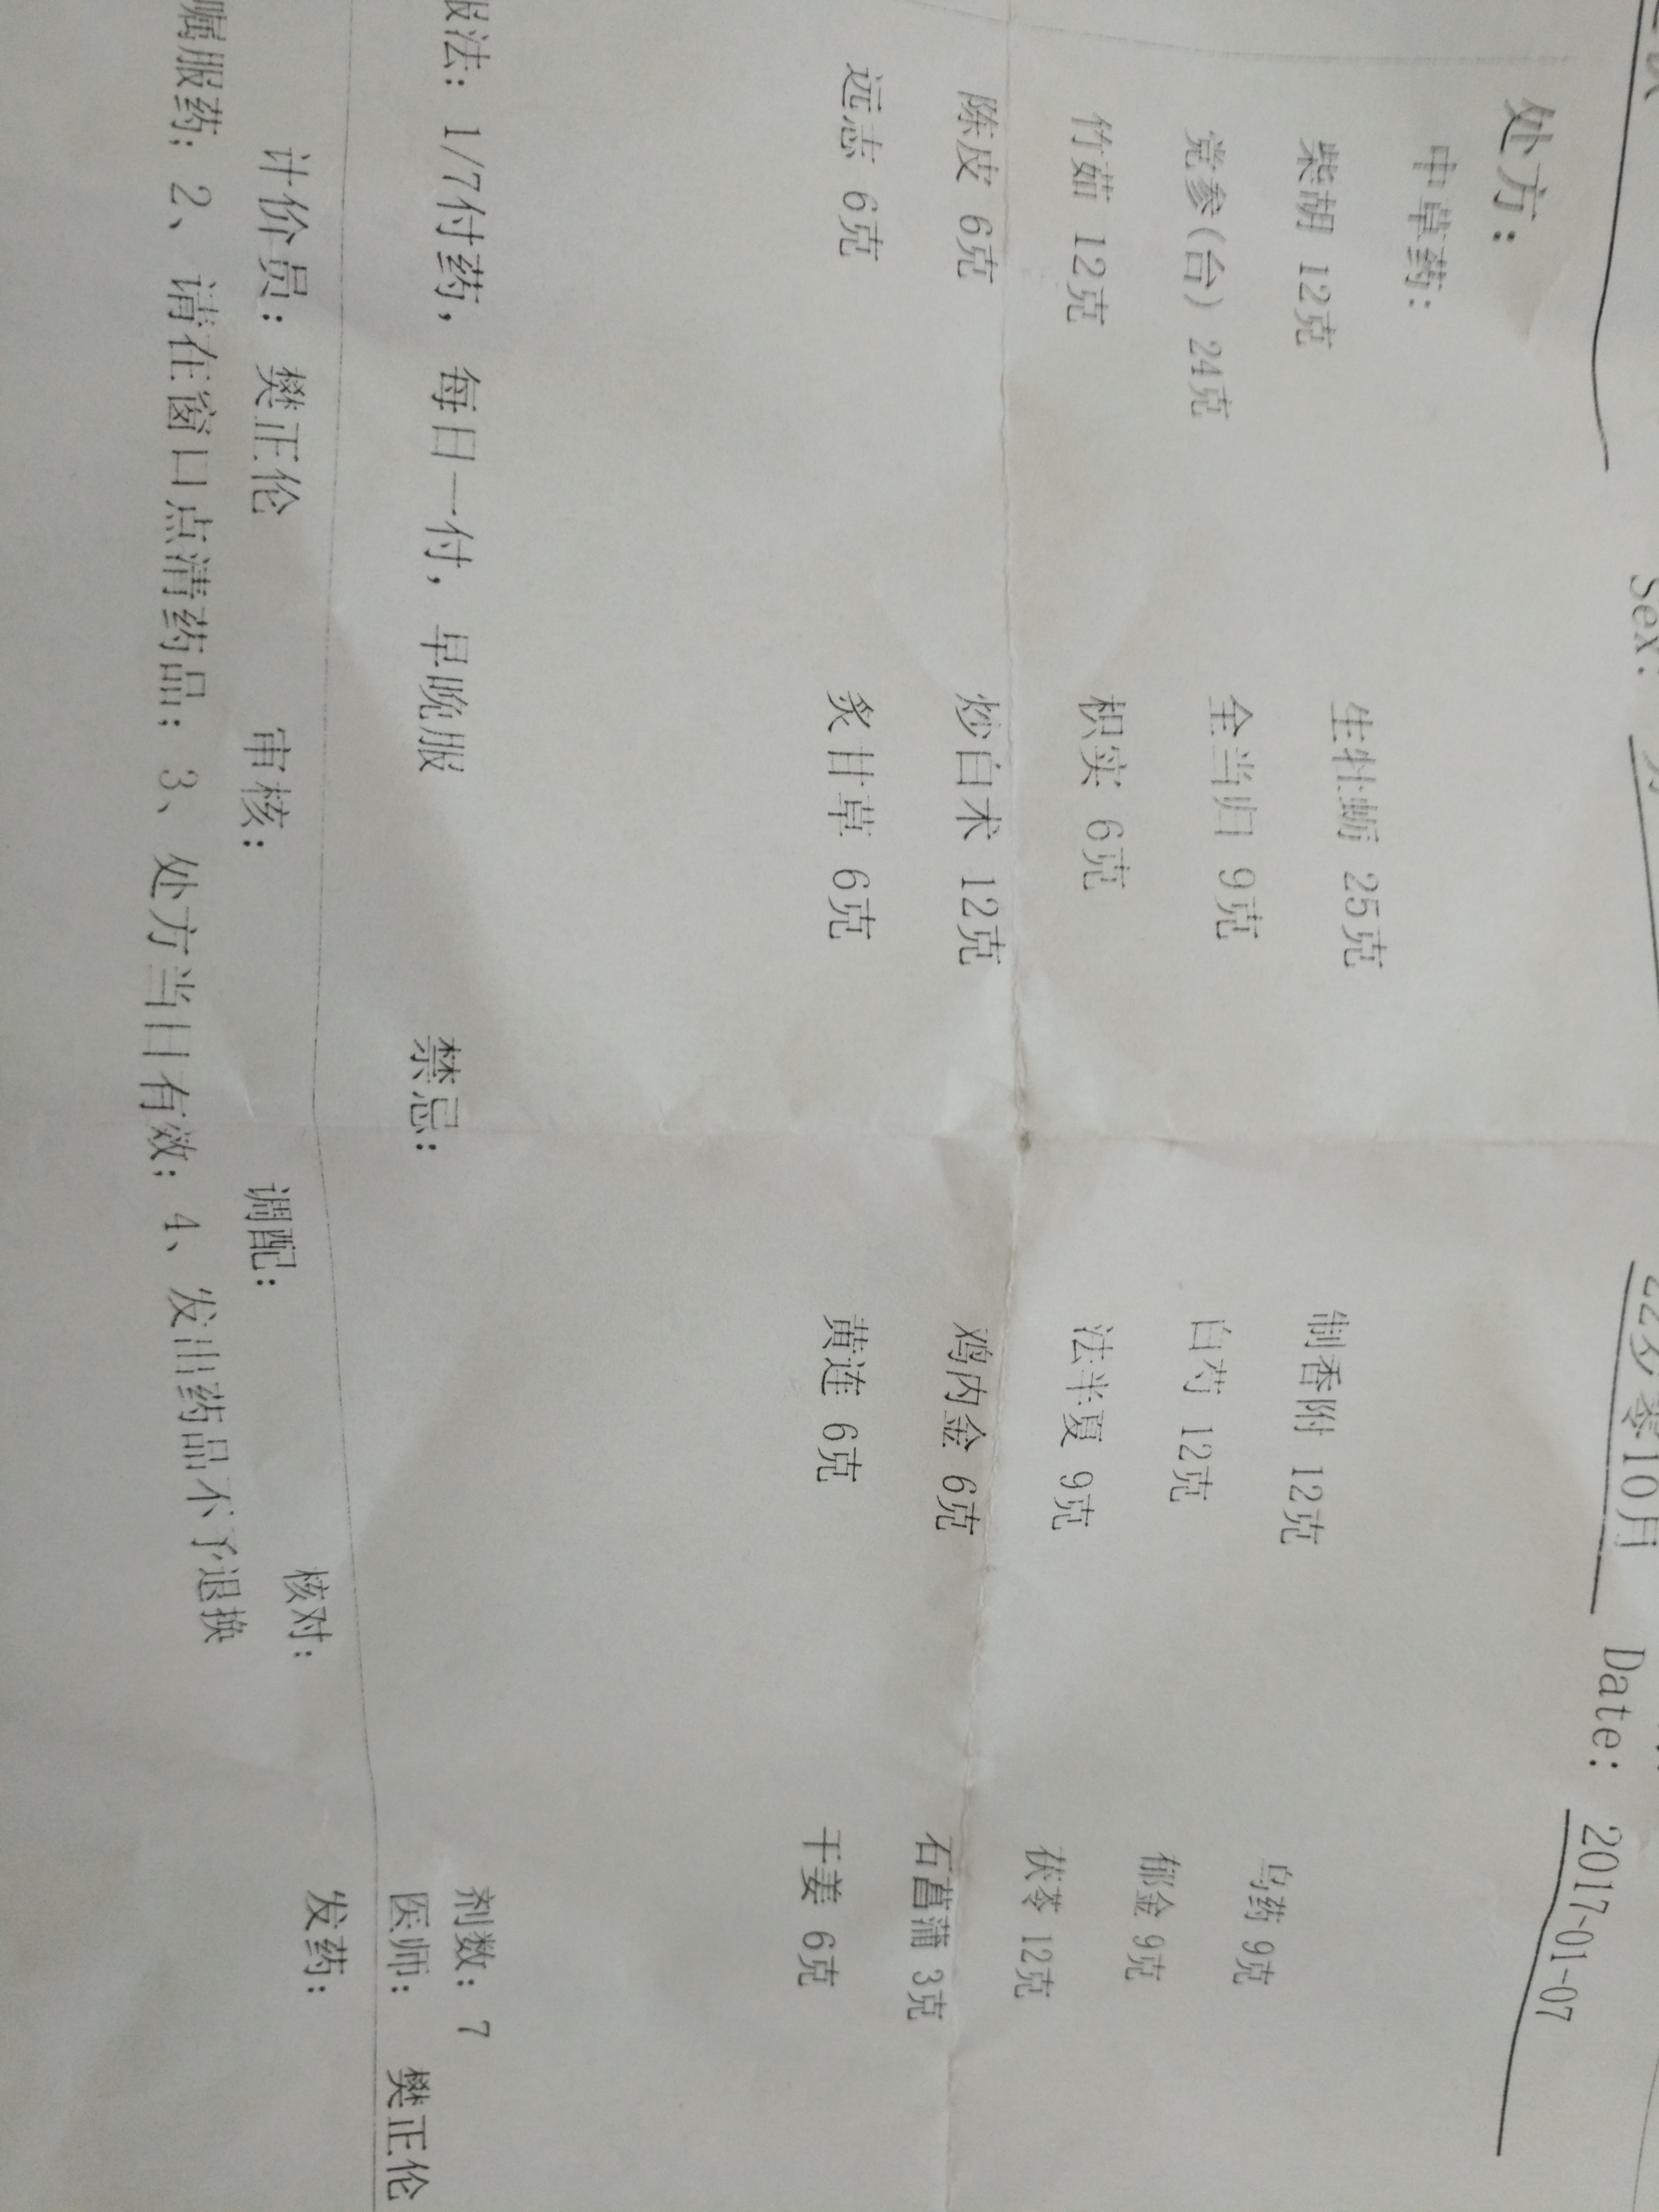 Sex: 男 22岁零10月 Date: 2017-01-07
处方:
中草药:
柴胡 12克 生牡蛎 25克 制香附 12克 乌药 9克
党参(台) 24克 全当归 9克 白芍 12克 郁金 9克
竹茹 12克 枳实 6克 法半夏 9克 茯苓 12克
陈皮 6克 炒白术 12克 鸡内金 6克 石菖蒲 3克
远志 6克 炙甘草 6克 黄连 6克 干姜 6克
服法: 1/7付药, 每日一付, 早晚服 禁忌: 剂数: 7
医师: 樊正伦
计价员: 樊正伦 审核: 调配: 核对: 发药:
嘱服药; 2、请在窗口点清药品; 3、处方当日有效; 4、发出药品不予退换